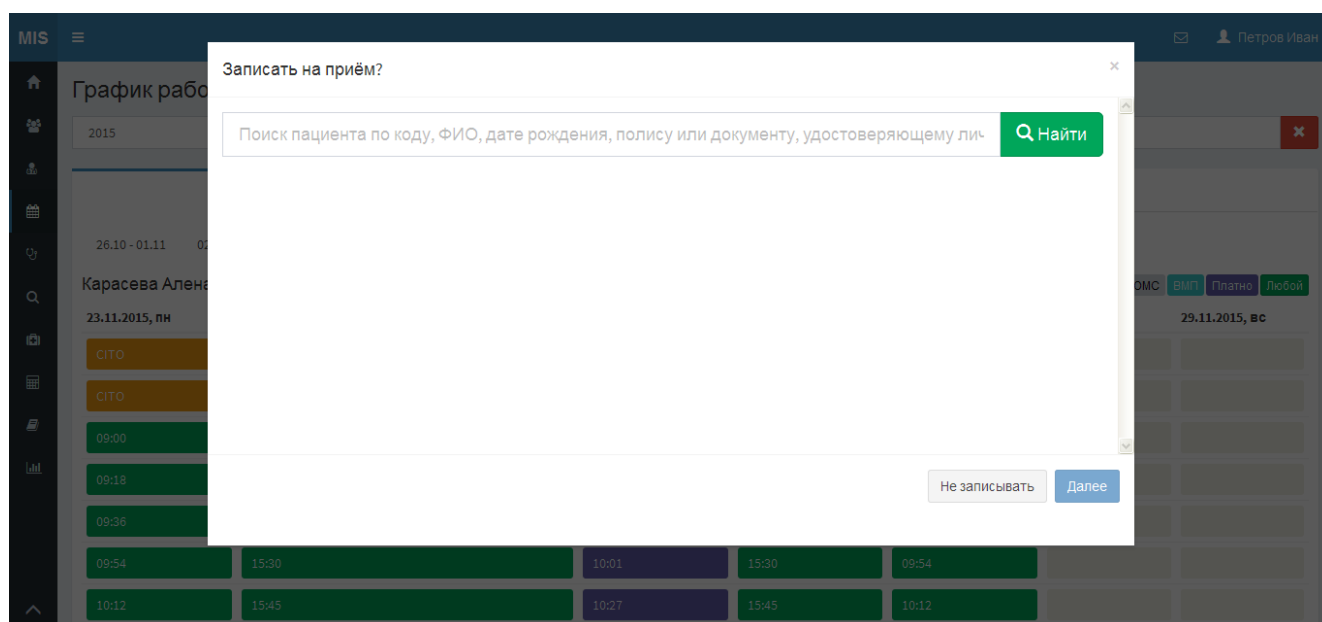 MIS
Петров Иван
Записать на приём?
График рабо
2015
Поиск пациента по коду, ФИО, дате рождения, полису или документу, удостоверяющему лич
Найти
26.10 - 01.11 02
Карасева Алена
ОМС ВМП Платно Любой
23.11.2015, пн
29.11.2015, вс
CITO
CITO
09:00
09:18
Не записывать Далее
09:36
09:54 15:30 10:01 15:30 09:54
10:12 15:45 10:27 15:45 10:12